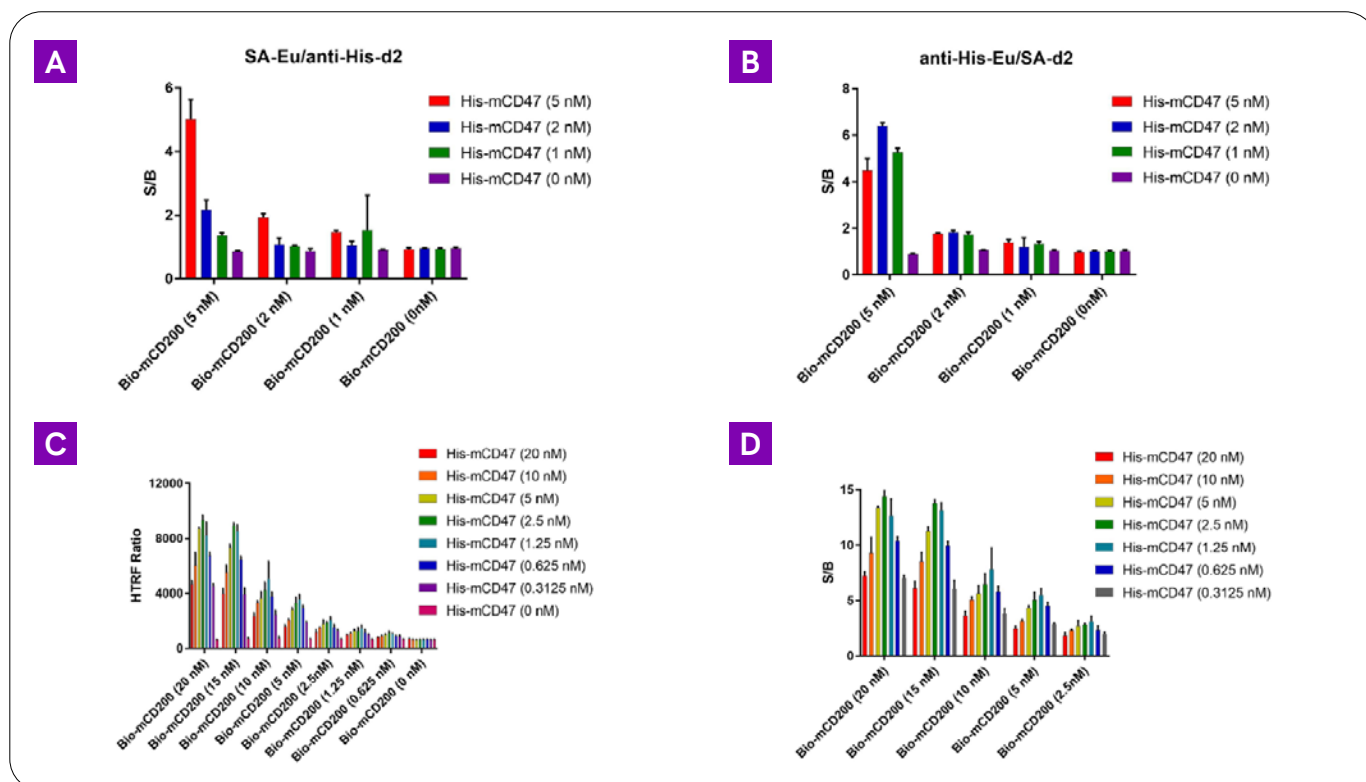 A
SA-Eu/anti-His-d2
6
4
2
0
S/B
His-mCD47 (5 nM)
His-mCD47 (2 nM)
His-mCD47 (1 nM)
His-mCD47 (0 nM)
Bio-mCD200 (5 nM)
Bio-mCD200 (2 nM)
Bio-mCD200 (1 nM)
Bio-mCD200 (0nM)
B
anti-His-Eu/SA-d2
8
6
4
2
0
S/B
His-mCD47 (5 nM)
His-mCD47 (2 nM)
His-mCD47 (1 nM)
His-mCD47 (0 nM)
Bio-mCD200 (5 nM)
Bio-mCD200 (2 nM)
Bio-mCD200 (1 nM)
Bio-mCD200 (0nM)
C
12000
8000
4000
0
HTRF Ratio
His-mCD47 (20 nM)
His-mCD47 (10 nM)
His-mCD47 (5 nM)
His-mCD47 (2.5 nM)
His-mCD47 (1.25 nM)
His-mCD47 (0.625 nM)
His-mCD47 (0.3125 nM)
His-mCD47 (0 nM)
Bio-mCD200 (20 nM)
Bio-mCD200 (15 nM)
Bio-mCD200 (10 nM)
Bio-mCD200 (5 nM)
Bio-mCD200 (2.5nM)
Bio-mCD200 (1.25 nM)
Bio-mCD200 (0.625 nM)
Bio-mCD200 (0 nM)
D
15
10
5
0
S/B
His-mCD47 (20 nM)
His-mCD47 (10 nM)
His-mCD47 (5 nM)
His-mCD47 (2.5 nM)
His-mCD47 (1.25 nM)
His-mCD47 (0.625 nM)
His-mCD47 (0.3125 nM)
Bio-mCD200 (20 nM)
Bio-mCD200 (15 nM)
Bio-mCD200 (10 nM)
Bio-mCD200 (5 nM)
Bio-mCD200 (2.5nM)